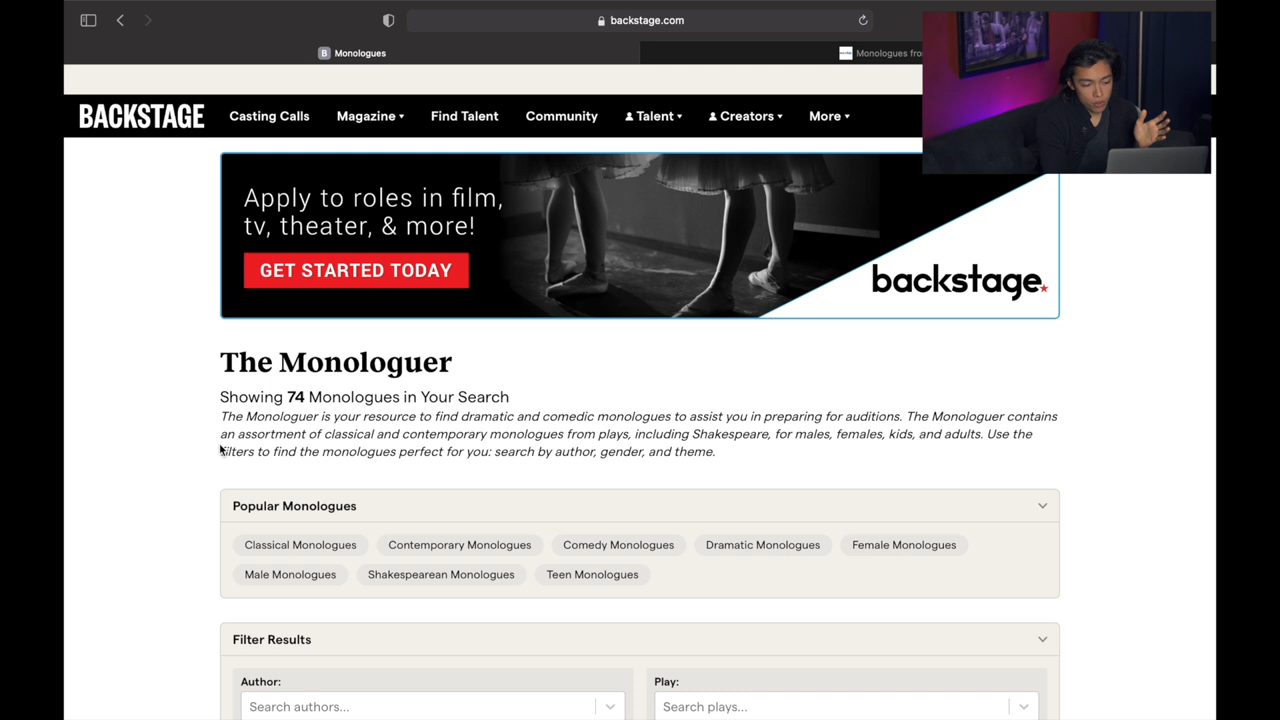 backstage.com
B Monologues
Monologues fro
BACKSTAGE
Casting Calls
Magazine
Find Talent
Community
Talent
Creators
More
Apply to roles in film,
tv, theater, & more!
GET STARTED TODAY
backstage
The Monologuer
Showing 74 Monologues in Your Search
The Monologuer is your resource to find dramatic and comedic monologues to assist you in preparing for auditions. The Monologuer contains
an assortment of classical and contemporary monologues from plays, including Shakespeare, for males, females, kids, and adults. Use the
filters to find the monologues perfect for you: search by author, gender, and theme.
Popular Monologues
Classical Monologues
Contemporary Monologues
Comedy Monologues
Dramatic Monologues
Female Monologues
Male Monologues
Shakespearean Monologues
Teen Monologues
Filter Results
Author:
Play:
Search authors...
Search plays...